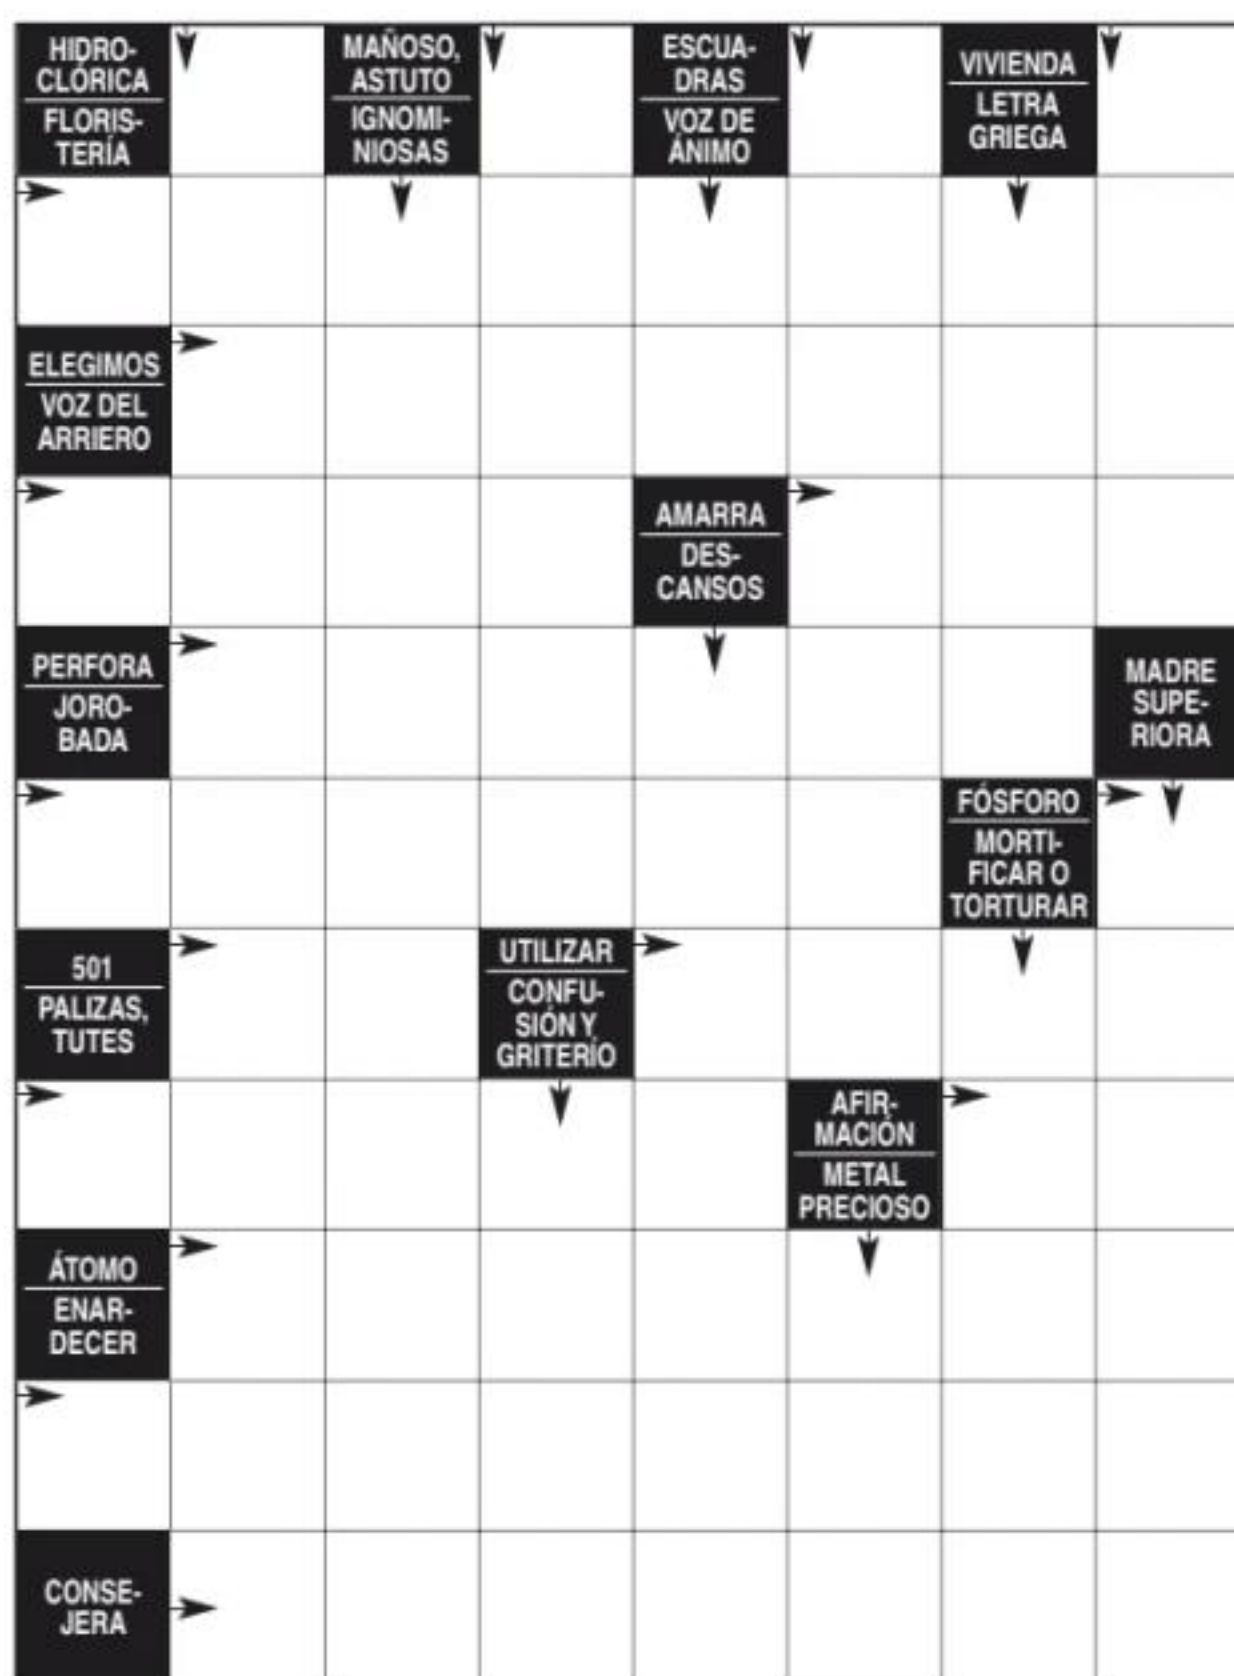 HIDRO-
CLÓRICA
FLORIS-
TERÍA
MAÑOSO,
ASTUTO
IGNOMI-
NIOSAS
ESCUA-
DRAS
VOZ DE
ÁNIMO
VIVIENDA
LETRA
GRIEGA
ELEGIMOS
VOZ DEL
ARRIERO
AMARRA
DES-
CANSOS
PERFORA
JORO-
BADA
MADRE
SUPE-
RIORA
FÓSFORO
MORTI-
FICAR O
TORTURAR
501
PALIZAS,
TUTES
UTILIZAR
CONFU-
SIÓN Y
GRITERÍO
AFIR-
MACIÓN
METAL
PRECIOSO
ÁTOMO
ENAR-
DECER
CONSE-
JERA